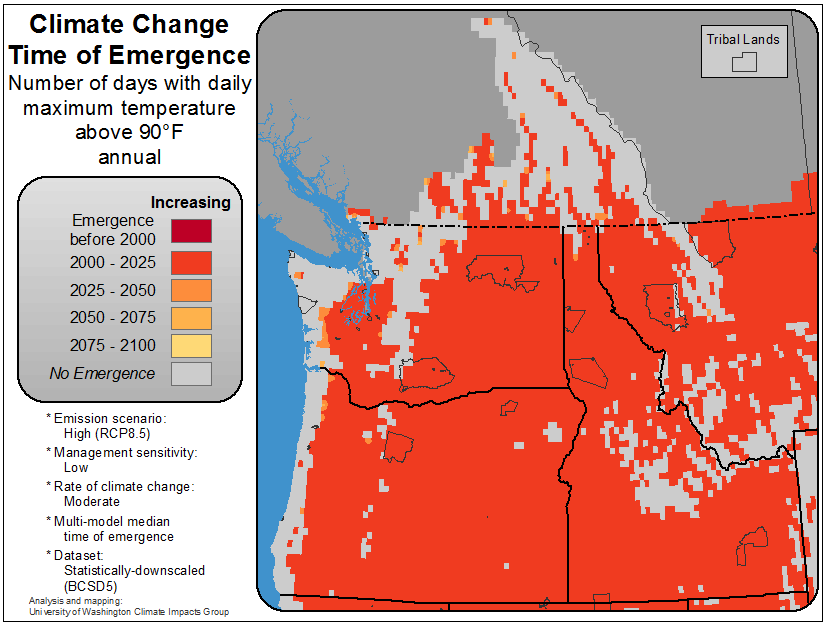 Climate Change
Time of Emergence
Number of days with daily
maximum temperature
above 90°F
annual
Increasing
Emergence
before 2000
2000 - 2025
2025 - 2050
2050 - 2075
2075 - 2100
No Emergence
* Emission scenario:
High (RCP8.5)
* Management sensitivity:
Low
* Rate of climate change:
Moderate
* Multi-model median
time of emergence
* Dataset:
Statistically-downscaled
(BCSD5)
Analysis and mapping:
University of Washington Climate Impacts Group
Tribal Lands